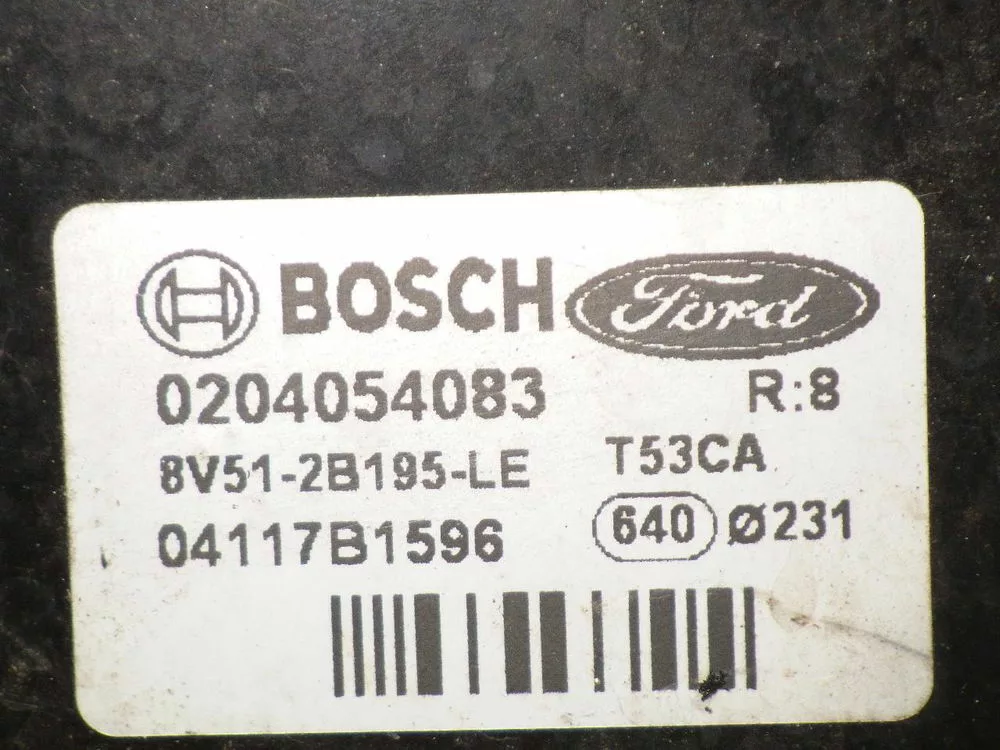 BOSCH Ford
0204054083 R:8
8V51-2B195-LE T53CA
04117B1596 640 Ø231